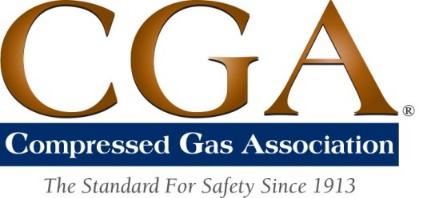 CGA®
Compressed Gas Association
The Standard For Safety Since 1913